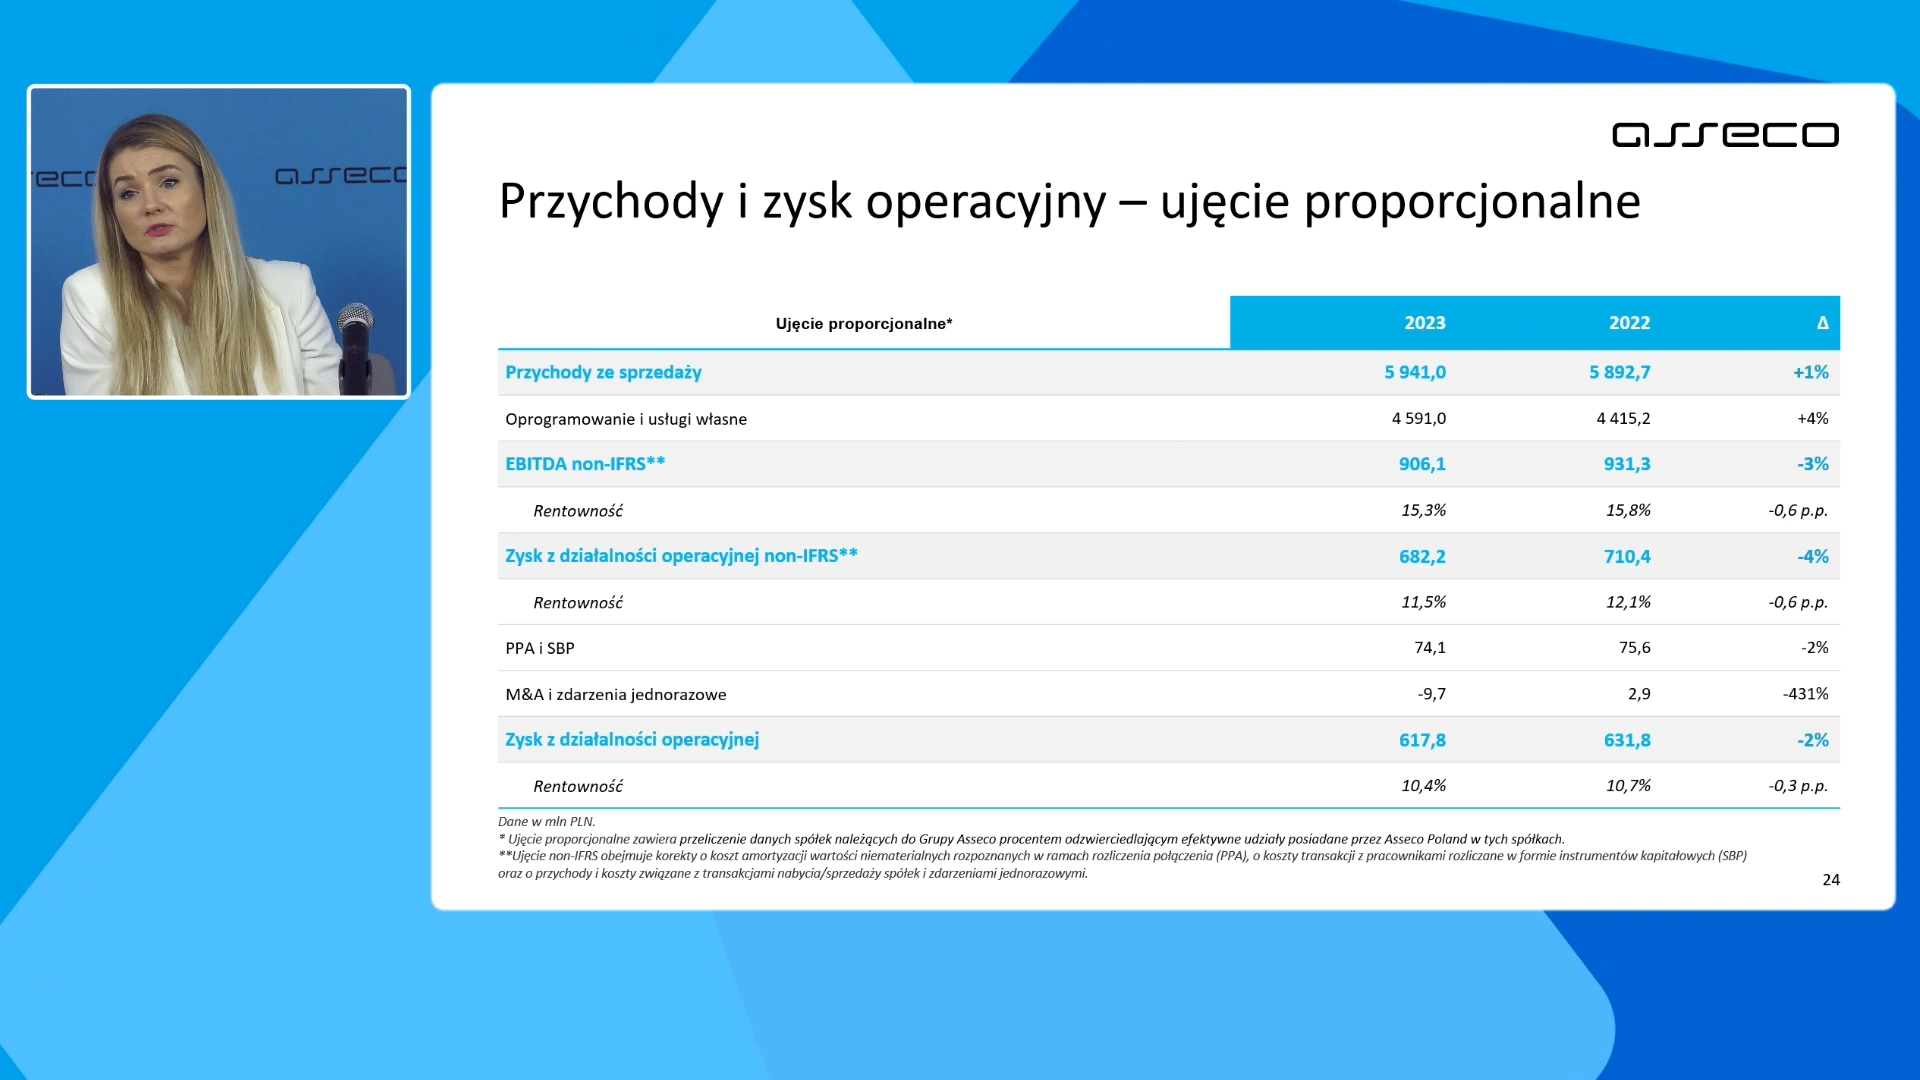 asseco
asseco
Przychody i zysk operacyjny – ujęcie proporcjonalne
Ujęcie proporcjonalne* 2023 2022 Δ
Przychody ze sprzedaży 5 941,0 5 892,7 +1%
Oprogramowanie i usługi własne 4 591,0 4 415,2 +4%
EBITDA non-IFRS** 906,1 931,3 -3%
Rentowność 15,3% 15,8% -0,6 p.p.
Zysk z działalności operacyjnej non-IFRS** 682,2 710,4 -4%
Rentowność 11,5% 12,1% -0,6 p.p.
PPA i SBP 74,1 75,6 -2%
M&A i zdarzenia jednorazowe -9,7 2,9 -431%
Zysk z działalności operacyjnej 617,8 631,8 -2%
Rentowność 10,4% 10,7% -0,3 p.p.
Dane w mln PLN.
* Ujęcie proporcjonalne zawiera przeliczenie danych spółek należących do Grupy Asseco procentem odzwierciedlającym efektywne udziały posiadane przez Asseco Poland w tych spółkach.
**Ujęcie non-IFRS obejmuje korekty o koszt amortyzacji wartości niematerialnych rozpoznanych w ramach rozliczenia połączenia (PPA), o koszty transakcji z pracownikami rozliczane w formie instrumentów kapitałowych (SBP)
oraz o przychody i koszty związane z transakcjami nabycia/sprzedaży spółek i zdarzeniami jednorazowymi.
24